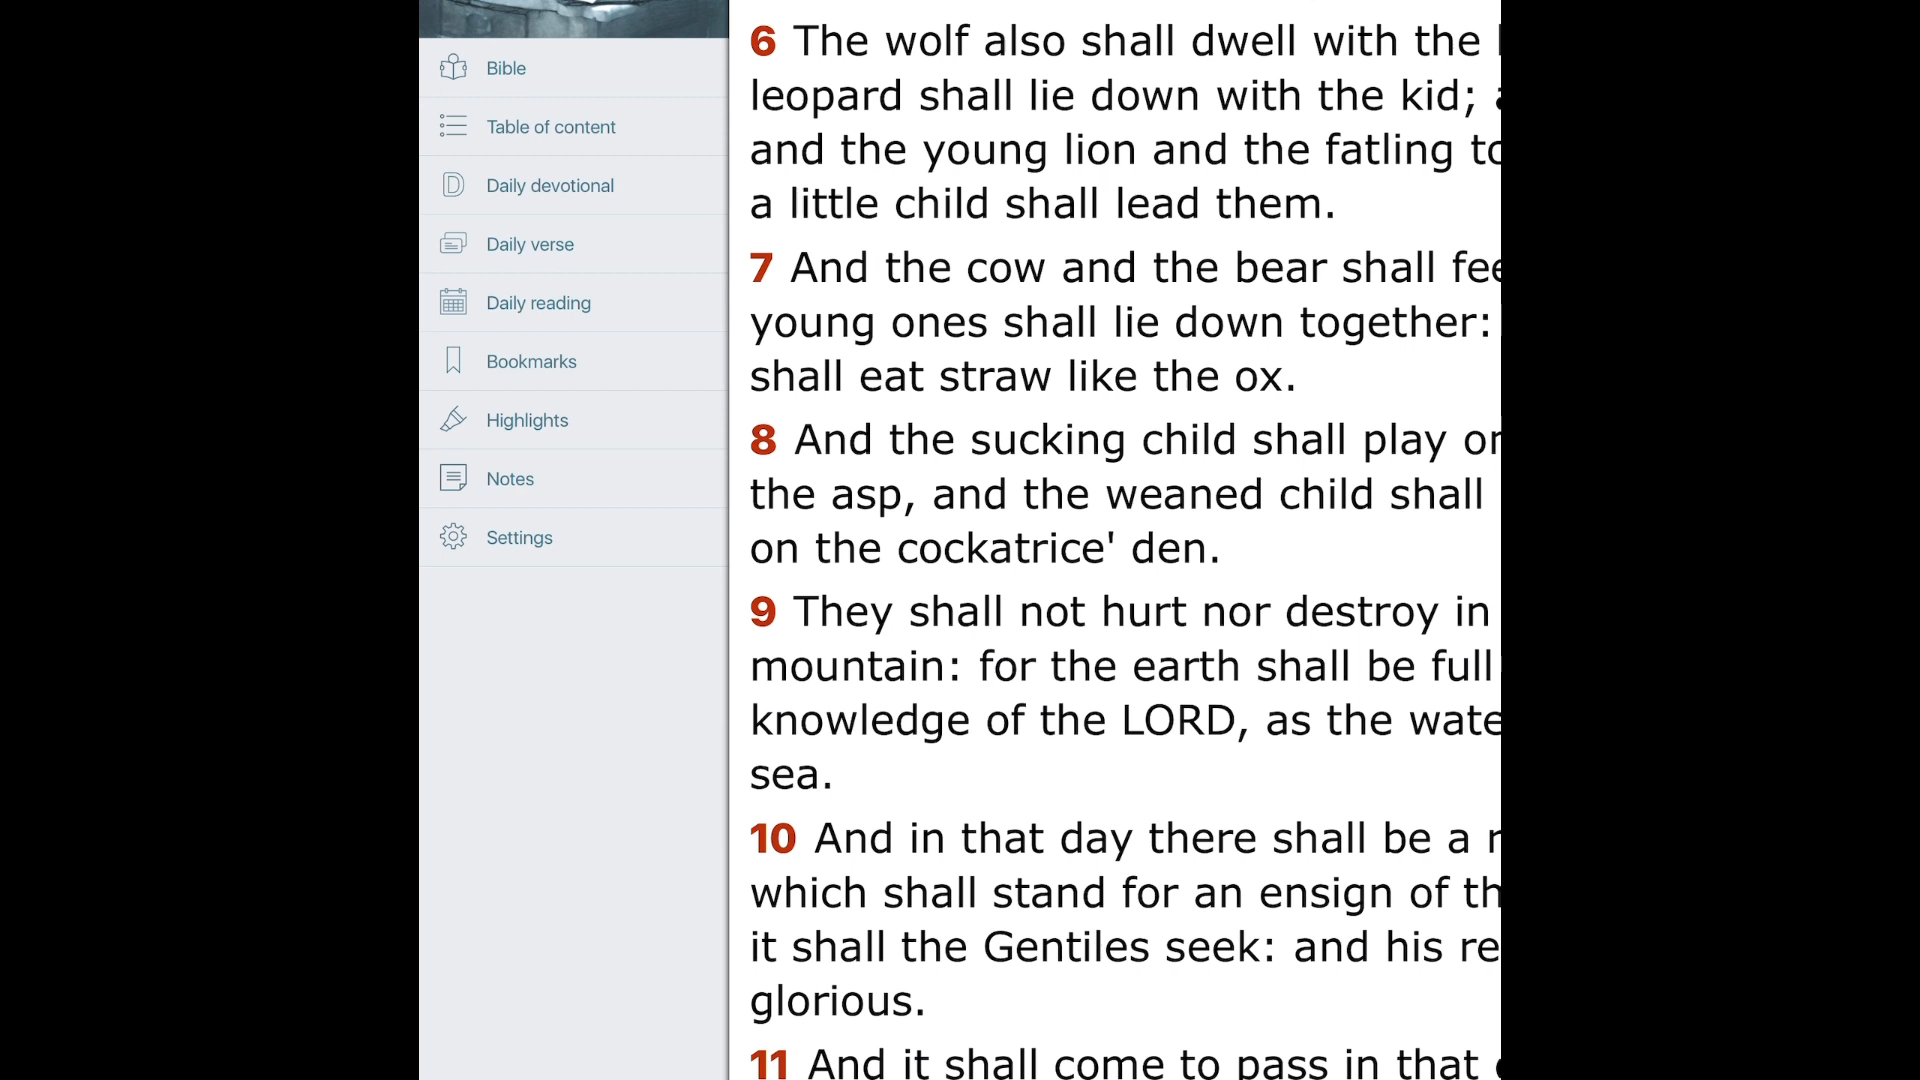 Bible
Table of content
Daily devotional
Daily verse
Daily reading
Bookmarks
Highlights
Notes
Settings
6 The wolf also shall dwell with the
leopard shall lie down with the kid;
and the young lion and the fatling
a little child shall lead them.
7 And the cow and the bear shall
young ones shall lie down together:
shall eat straw like the ox.
8 And the sucking child shall play
the asp, and the weaned child shall
on the cockatrice' den.
9 They shall not hurt nor destroy in
mountain: for the earth shall be full
knowledge of the LORD, as the
sea.
10 And in that day there shall be a
which shall stand for an ensign of
it shall the Gentiles seek: and his
glorious.
11 And it shall come to pass in that